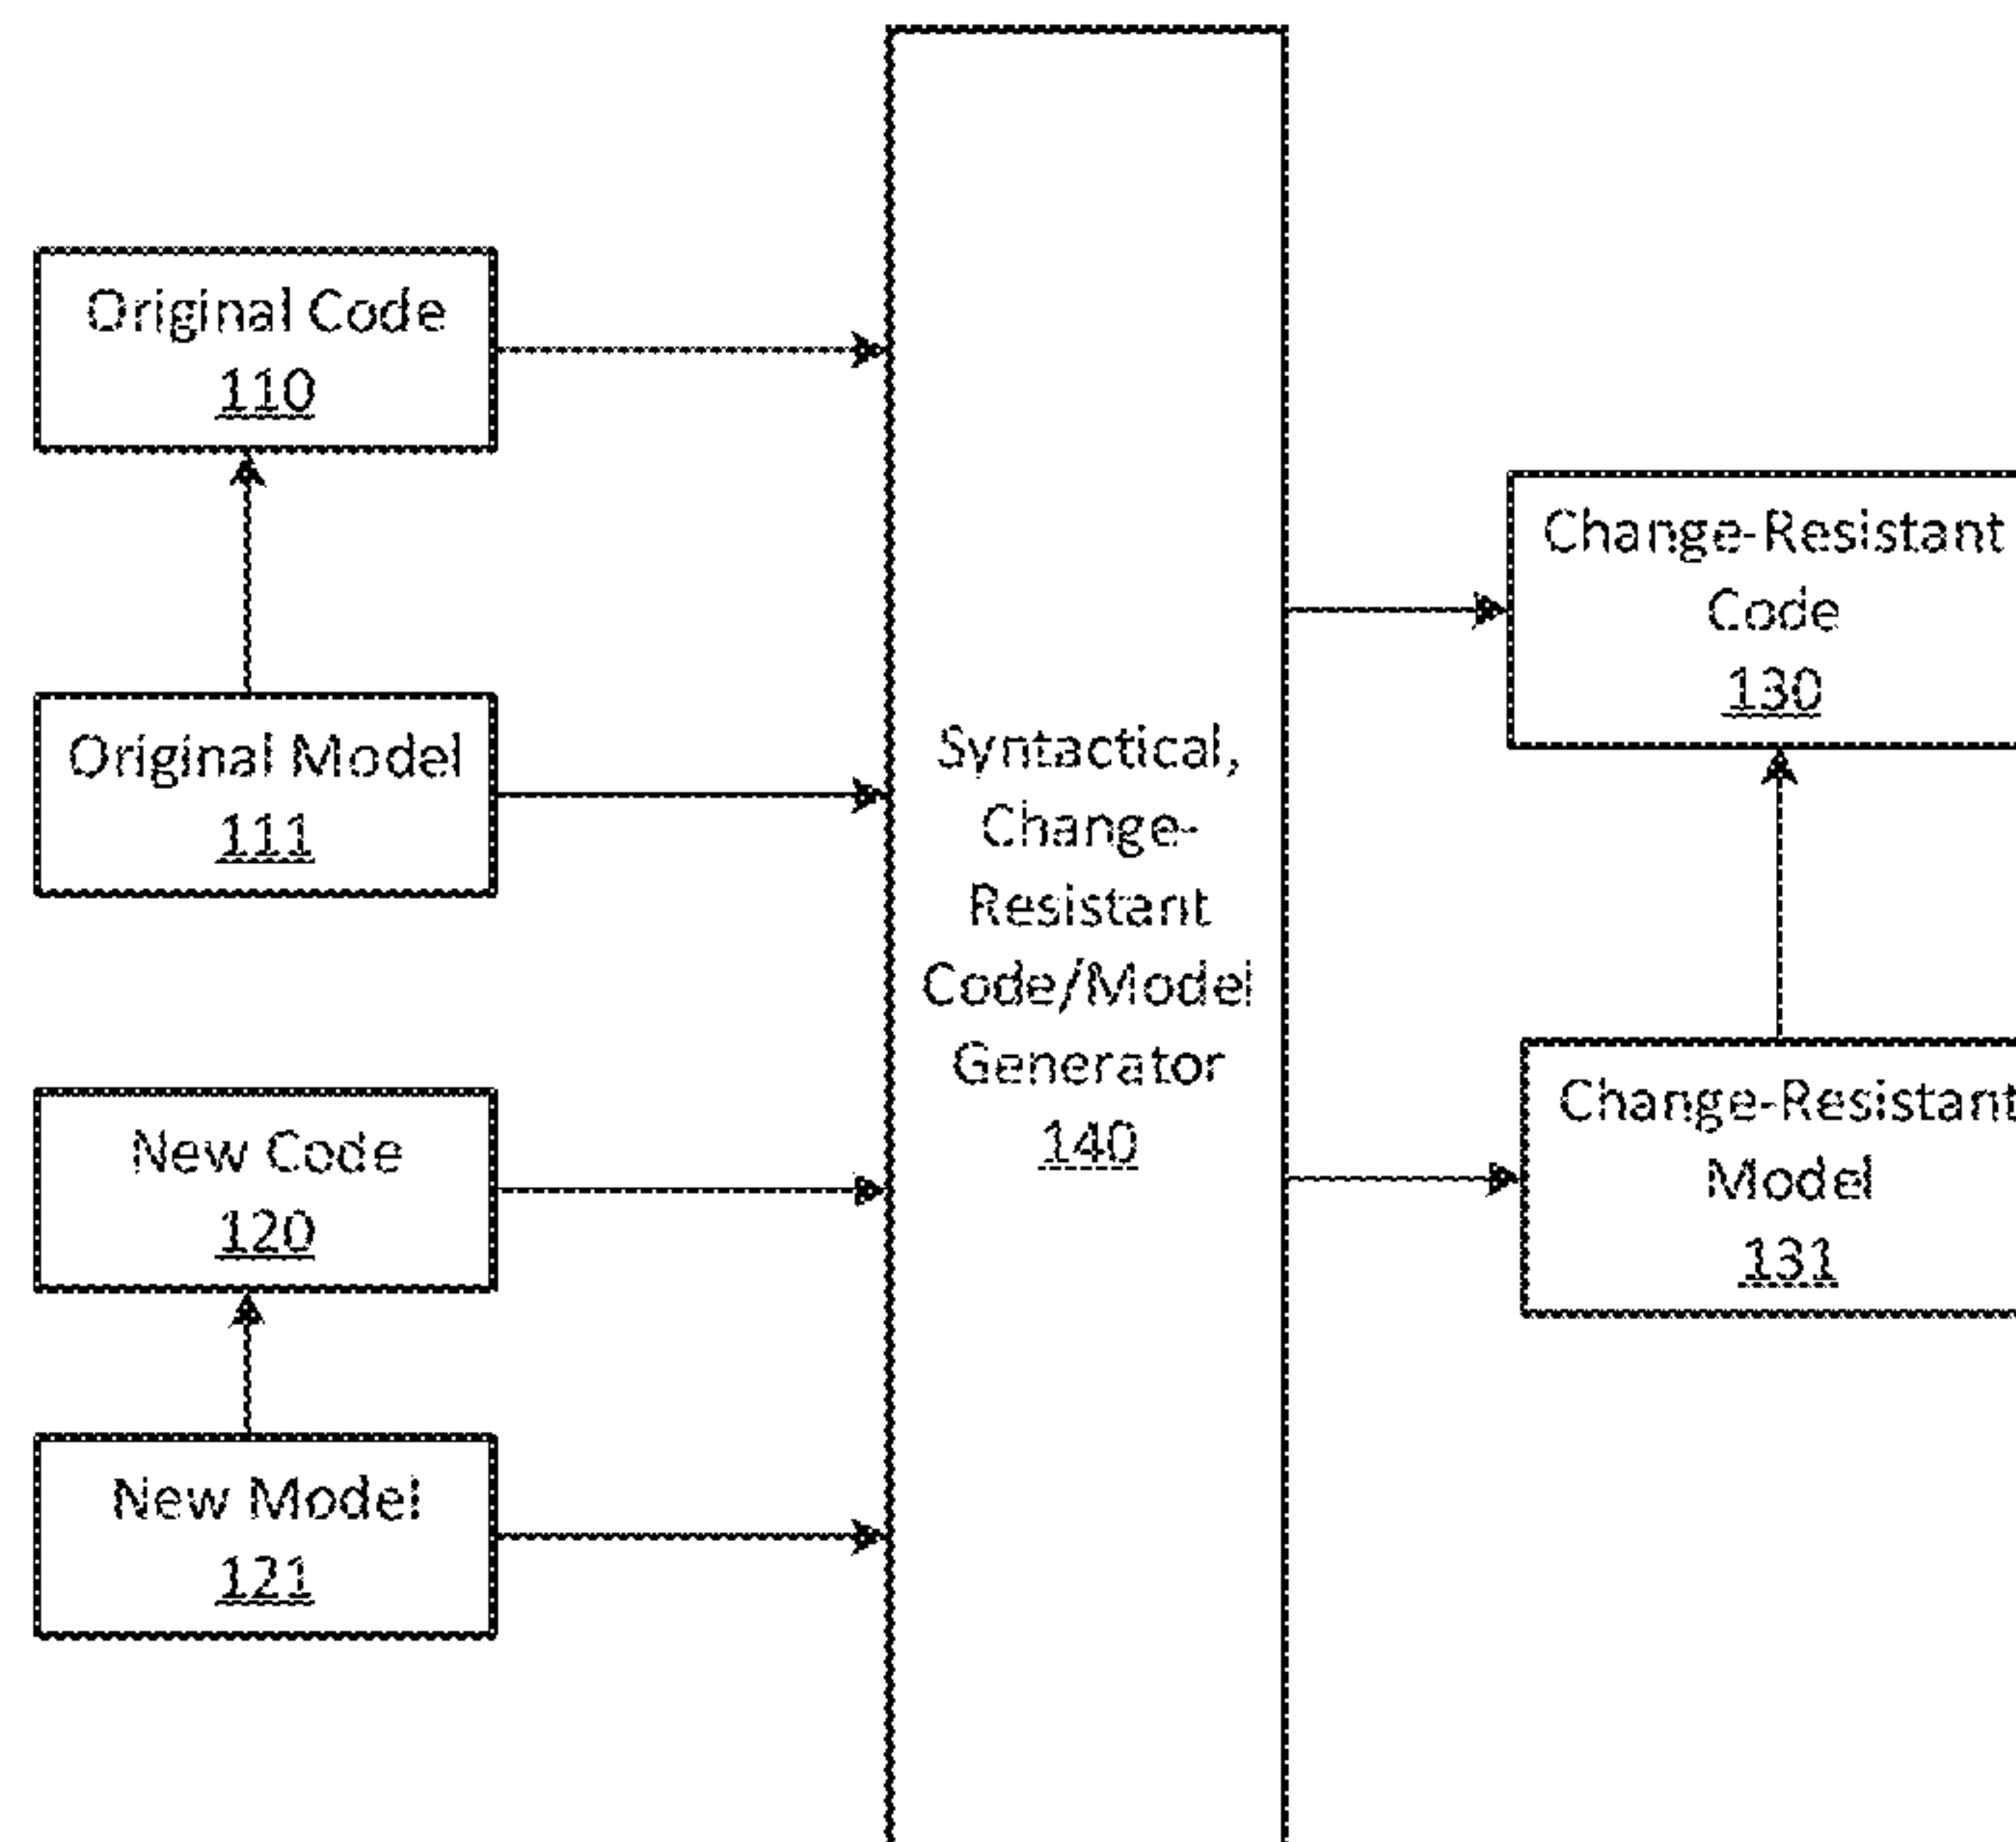 Original Code
110
Original Model
111
New Code
120
New Model
121
Syntactical,
Change-
Resistant
Code/Model
Generator
140
Change-Resistant
Code
130
Change-Resistant
Model
131